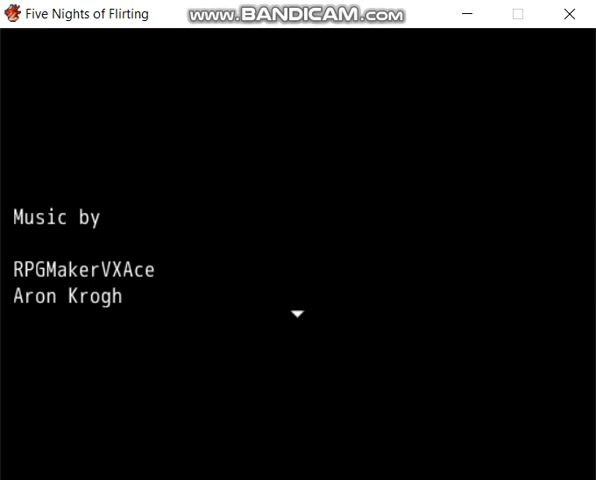 Five Nights of Flirting
www.BANDICAM.com
Music by
RPGMakerVXAce
Aron Krogh